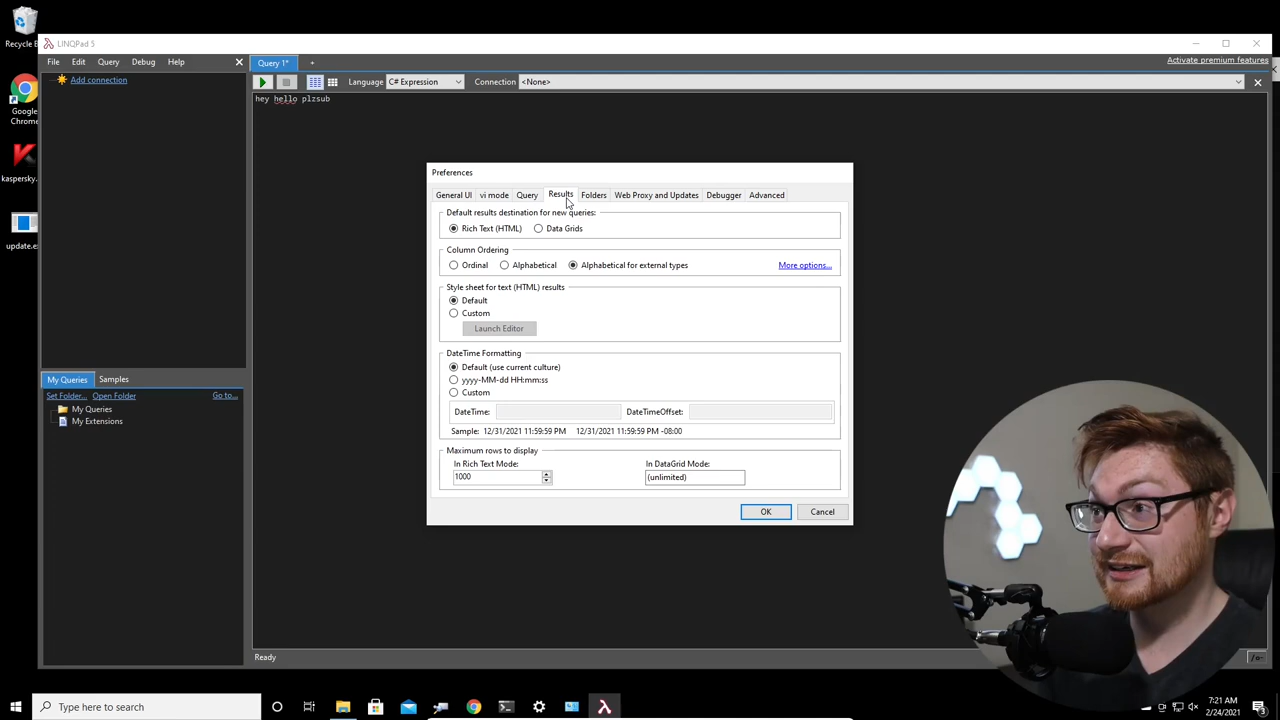 Recycle B
LINQPad 5
File Edit Query Debug Help
Query 1*
+
Activate premium features
Add connection
Language C# Expression Connection <None>
hey hello plzsub
Google Chrome
kaspersky.
update.ex
Preferences
General UI vi mode Query Results Folders Web Proxy and Updates Debugger Advanced
Default results destination for new queries:
Rich Text (HTML) Data Grids
Column Ordering
Ordinal Alphabetical Alphabetical for external types More options...
Style sheet for text (HTML) results
Default
Custom
Launch Editor
DateTime Formatting
Default (use current culture)
yyyy-MM-dd HH:mm:ss
Custom
DateTime: DateTimeOffset:
Sample: 12/31/2021 11:59:59 PM 12/31/2021 11:59:59 PM -08:00
Maximum rows to display
In Rich Text Mode: In DataGrid Mode:
1000 (unlimited)
OK Cancel
My Queries Samples
Set Folder... Open Folder Go to...
My Queries
My Extensions
Ready
/o-
Type here to search
7:21 AM
2/24/2021
3